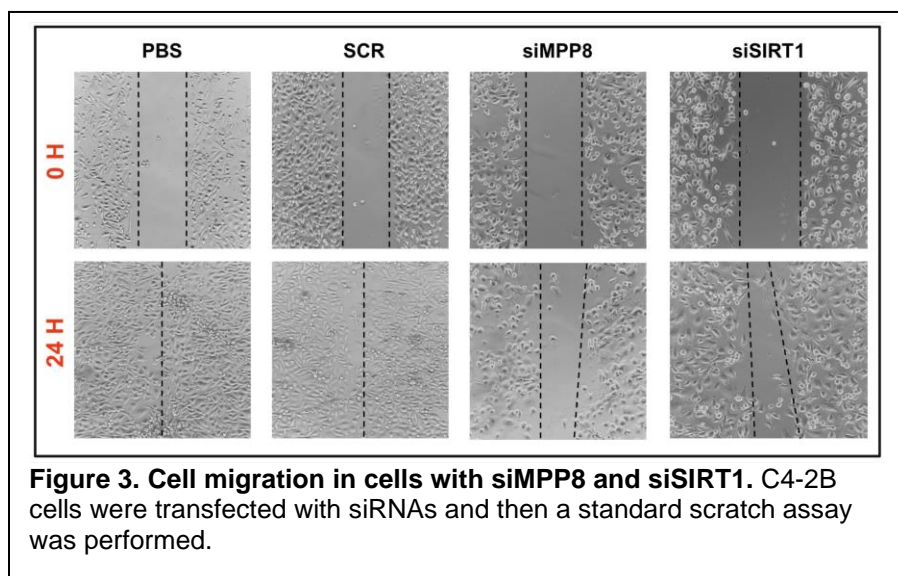 PBS SCR siMPP8 siSIRT1
0 H
24 H
Figure 3. Cell migration in cells with siMPP8 and siSIRT1. C4-2B
cells were transfected with siRNAs and then a standard scratch assay
was performed.